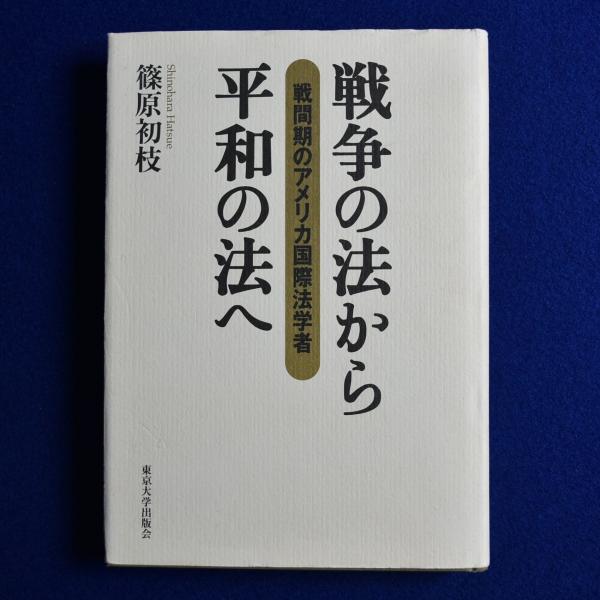 戦争の法から
戦間期のアメリカ国際法学者
平和の法へ
Shinohara Hatsue
篠原初枝
東京大学出版会